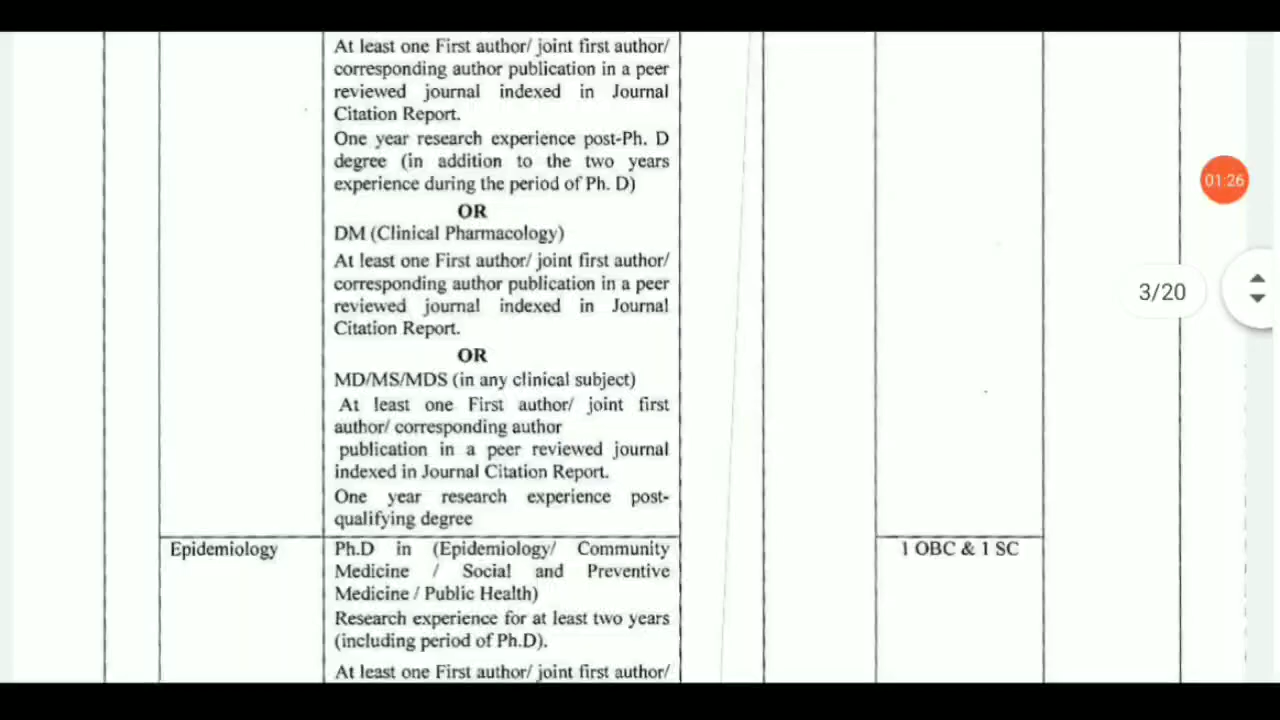 At least one First author/ joint first author/
corresponding author publication in a peer
reviewed journal indexed in Journal
Citation Report.
One year research experience post-Ph. D
degree (in addition to the two years
experience during the period of Ph. D)
OR
DM (Clinical Pharmacology)
At least one First author/ joint first author/
corresponding author publication in a peer
reviewed journal indexed in Journal
Citation Report.
OR
MD/MS/MDS (in any clinical subject)
At least one First author/ joint first
author/ corresponding author
publication in a peer reviewed journal
indexed in Journal Citation Report.
One year research experience post-
qualifying degree
Epidemiology
Ph.D in (Epidemiology/ Community
Medicine / Social and Preventive
Medicine / Public Health)
Research experience for at least two years
(including period of Ph.D).
At least one First author/ joint first author/
1 OBC & 1 SC
01:26
3/20